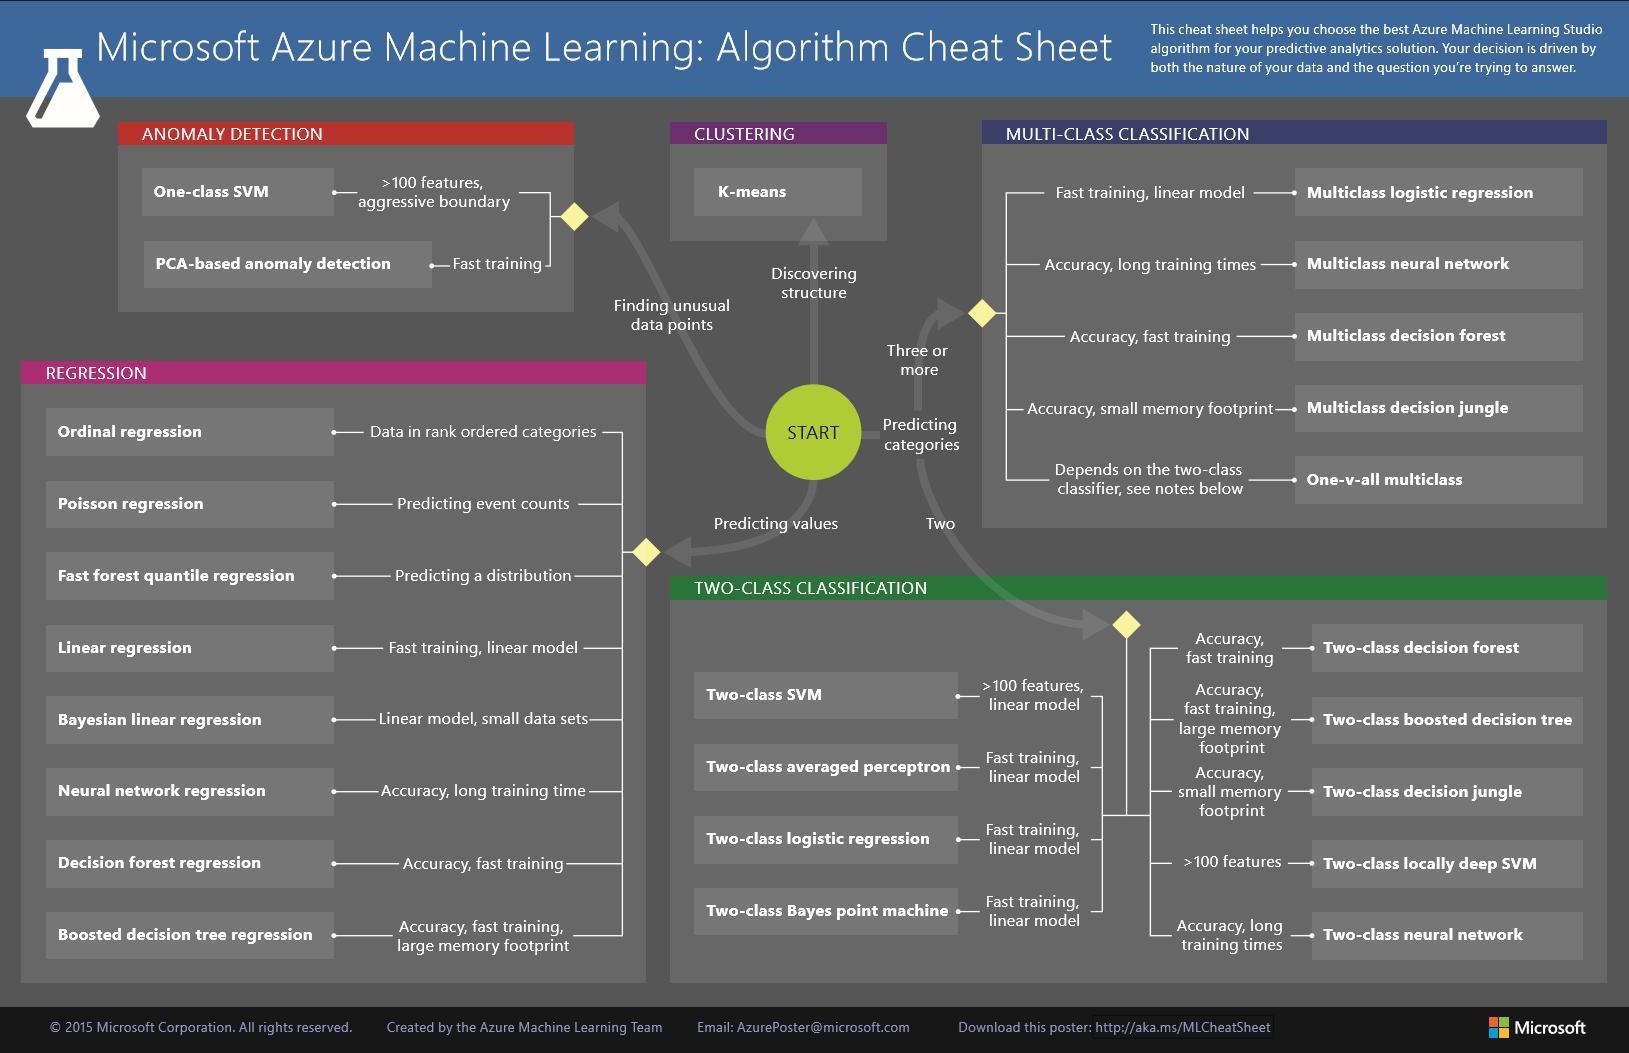 Microsoft Azure Machine Learning: Algorithm Cheat Sheet
This cheat sheet helps you choose the best Azure Machine Learning Studio
algorithm for your predictive analytics solution. Your decision is driven by
both the nature of your data and the question you're trying to answer.
ANOMALY DETECTION
One-class SVM
>100 features,
aggressive boundary
PCA-based anomaly detection
Fast training
CLUSTERING
K-means
MULTI-CLASS CLASSIFICATION
Fast training, linear model
Multiclass logistic regression
Accuracy, long training times
Multiclass neural network
Accuracy, fast training
Multiclass decision forest
Accuracy, small memory footprint
Multiclass decision jungle
Depends on the two-class
classifier, see notes below
One-v-all multiclass
Finding unusual
data points
Discovering
structure
Three or
more
START
Predicting
categories
Predicting values
Two
REGRESSION
Ordinal regression
Data in rank ordered categories
Poisson regression
Predicting event counts
Fast forest quantile regression
Predicting a distribution
Linear regression
Fast training, linear model
Bayesian linear regression
Linear model, small data sets
Neural network regression
Accuracy, long training time
Decision forest regression
Accuracy, fast training
Boosted decision tree regression
Accuracy, fast training,
large memory footprint
TWO-CLASS CLASSIFICATION
Two-class SVM
>100 features,
linear model
Two-class averaged perceptron
Fast training,
linear model
Two-class logistic regression
Fast training,
linear model
Two-class Bayes point machine
Fast training,
linear model
Accuracy,
fast training
Two-class decision forest
Accuracy,
fast training,
large memory
footprint
Two-class boosted decision tree
Accuracy,
small memory
footprint
Two-class decision jungle
>100 features
Two-class locally deep SVM
Accuracy, long
training times
Two-class neural network
© 2015 Microsoft Corporation. All rights reserved.
Created by the Azure Machine Learning Team
Email: AzurePoster@microsoft.com
Download this poster: http://aka.ms/MLCheatSheet
Microsoft